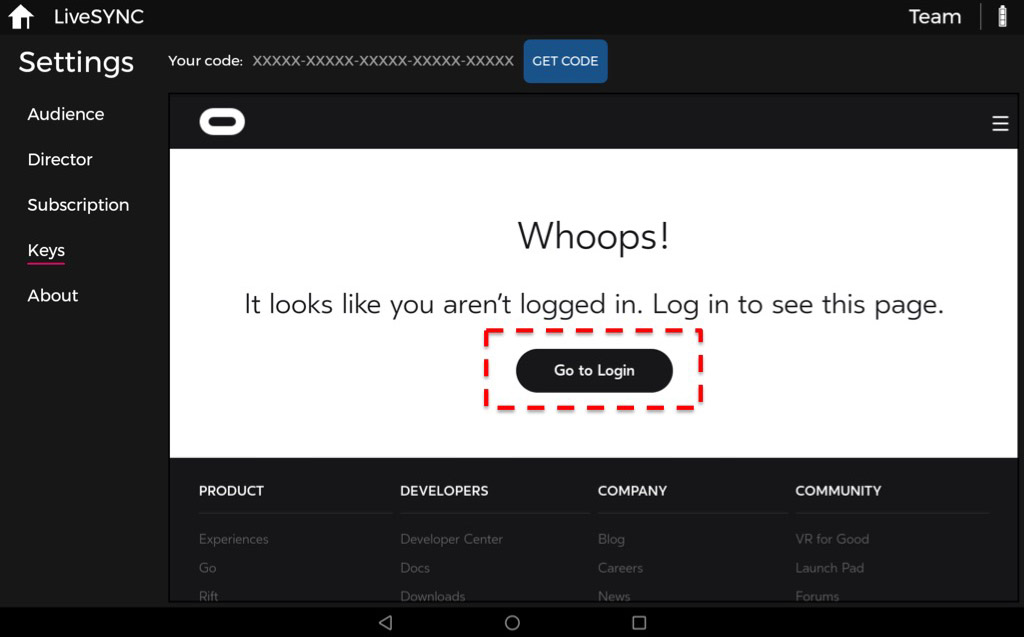 LiveSYNC
Team
Settings
Your code: XXXXX-XXXXX-XXXXX-XXXXX-XXXXX
GET CODE
Audience
Director
Subscription
Keys
About
Whoops!
It looks like you aren't logged in. Log in to see this page.
Go to Login
PRODUCT
Experiences
Go
Rift
DEVELOPERS
Developer Center
Docs
Downloads
COMPANY
Blog
Careers
News
COMMUNITY
VR for Good
Launch Pad
Forums